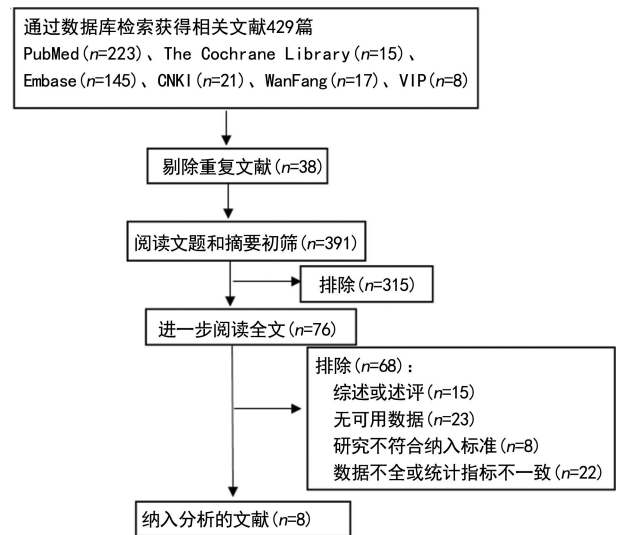 通过数据库检索获得相关文献429篇
PubMed(n=223)、The Cochrane Library(n=15)、
Embase(n=145)、CNKI(n=21)、WanFang(n=17)、VIP(n=8)
剔除重复文献(n=38)
阅读文题和摘要初筛(n=391)
排除(n=315)
进一步阅读全文(n=76)
排除(n=68):
综述或述评(n=15)
无可用数据(n=23)
研究不符合纳入标准(n=8)
数据不全或统计指标不一致(n=22)
纳入分析的文献(n=8)